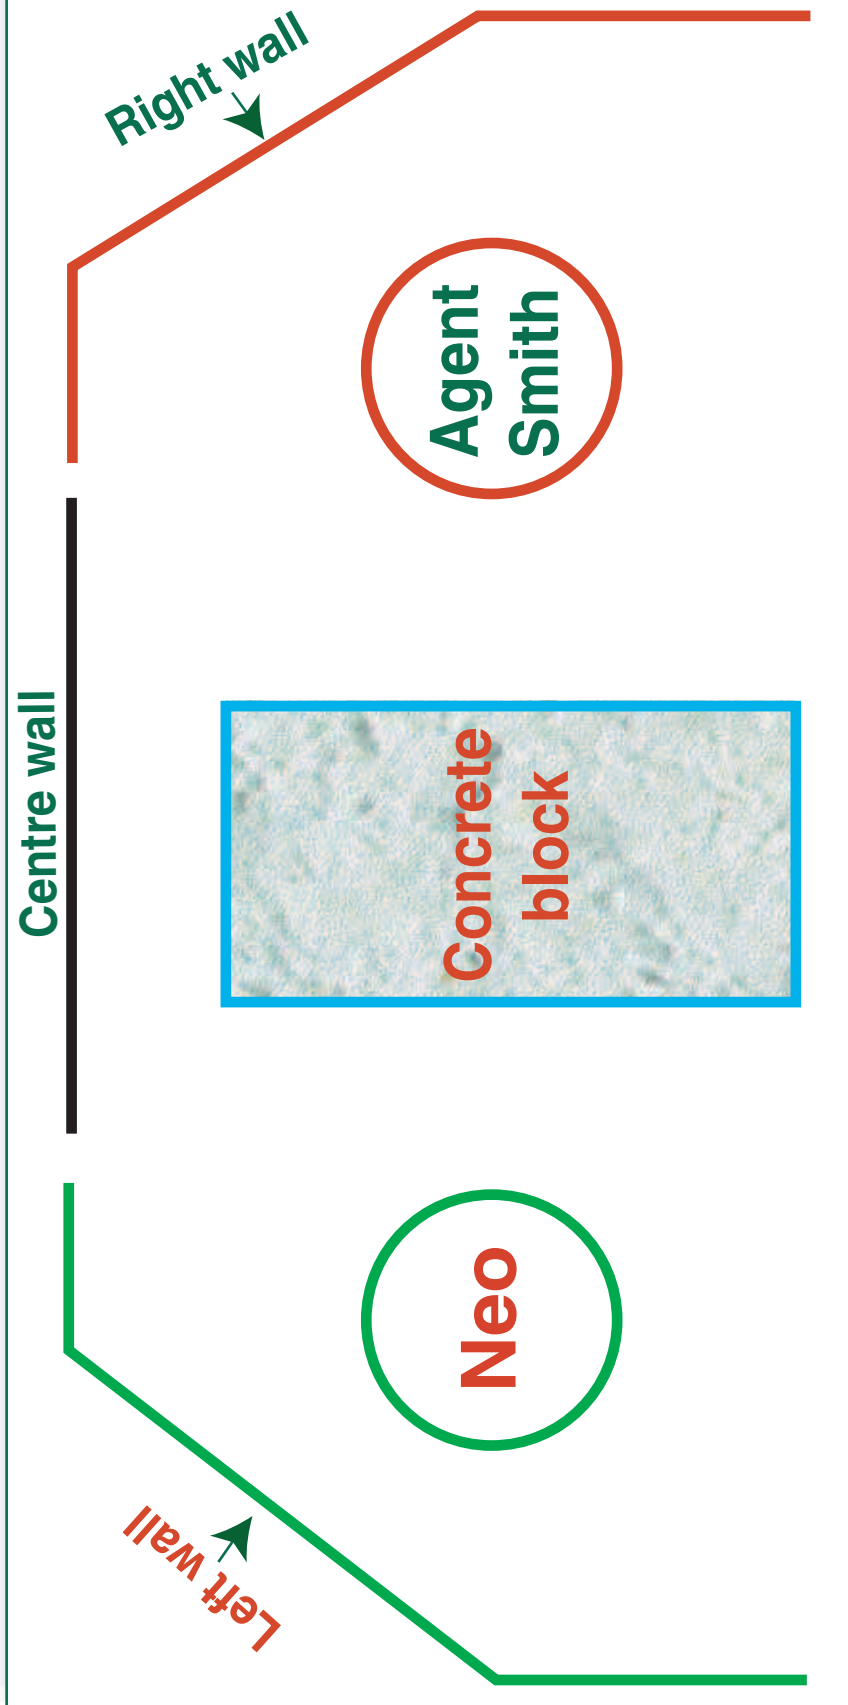 Right wall
Agent
Smith
Centre wall
Concrete
block
Neo
Left wall